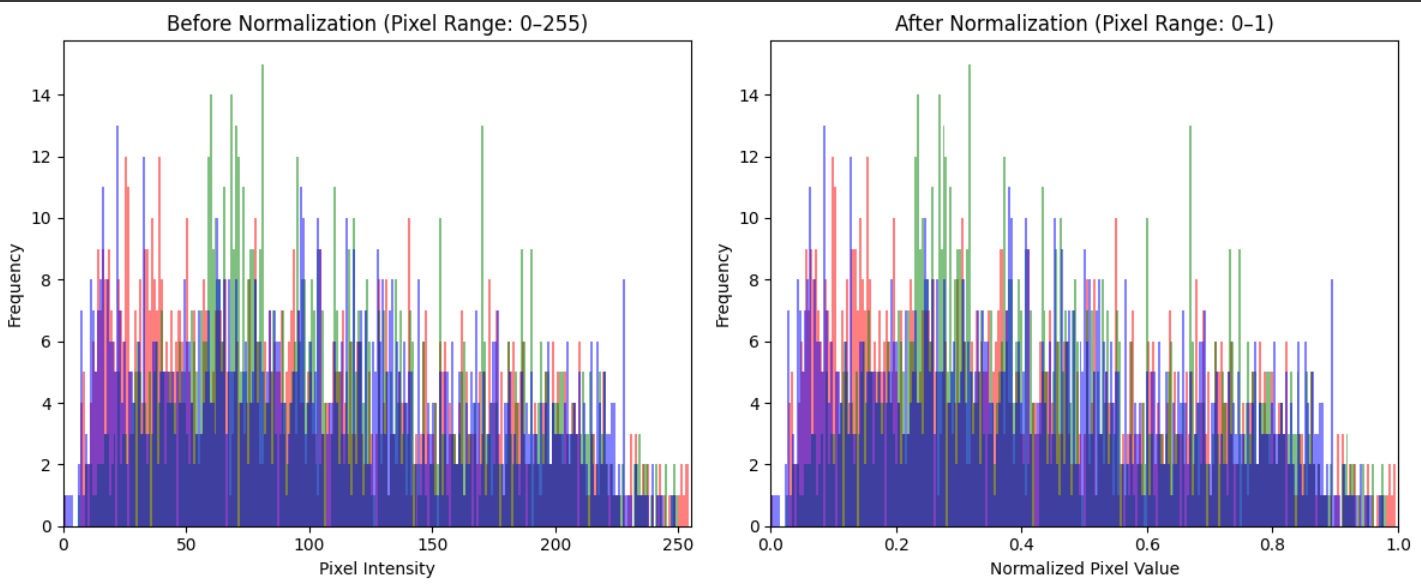 Before Normalization (Pixel Range: 0–255)
14
12
10
8
6
4
2
0
Frequency
0 50 100 150 200 250
Pixel Intensity
After Normalization (Pixel Range: 0–1)
14
12
10
8
6
4
2
0
Frequency
0.0 0.2 0.4 0.6 0.8 1.0
Normalized Pixel Value